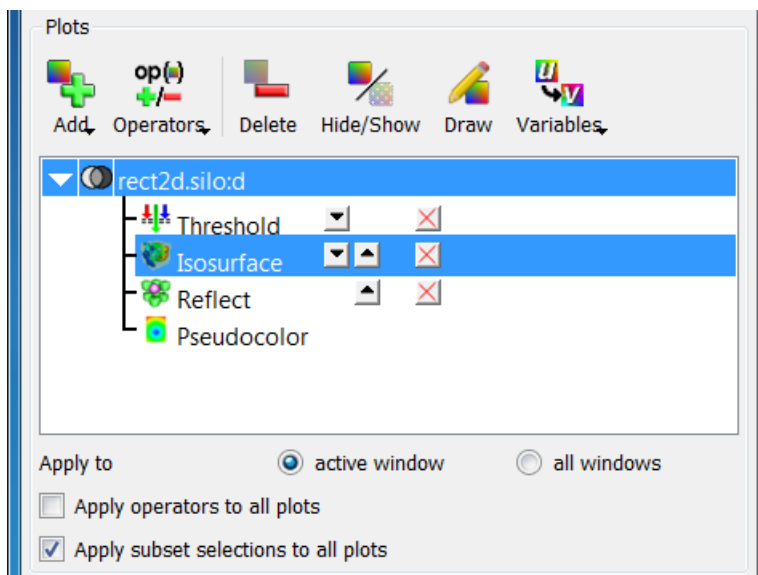 Plots
op( )
+/-
Add Operators Delete Hide/Show Draw Variables
u
v
rect2d.silo:d
Threshold
Isosurface
Reflect
Pseudocolor
Apply to active window all windows
Apply operators to all plots
Apply subset selections to all plots